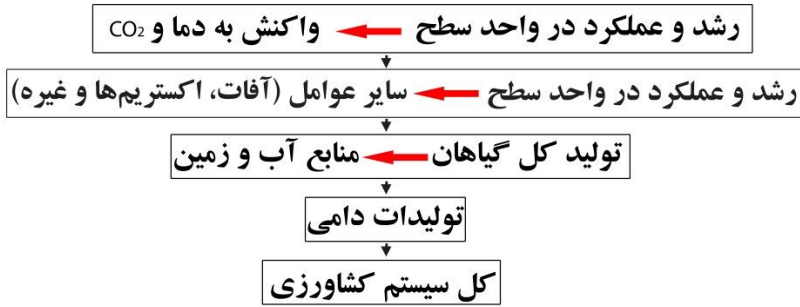 رشد و عملکرد در واحد سطح واکنش به دما و CO₂
رشد و عملکرد در واحد سطح سایر عوامل (آفات، اکستریم‌ها و غیره)
تولید کل گیاهان منابع آب و زمین
تولیدات دامی
کل سیستم کشاورزی